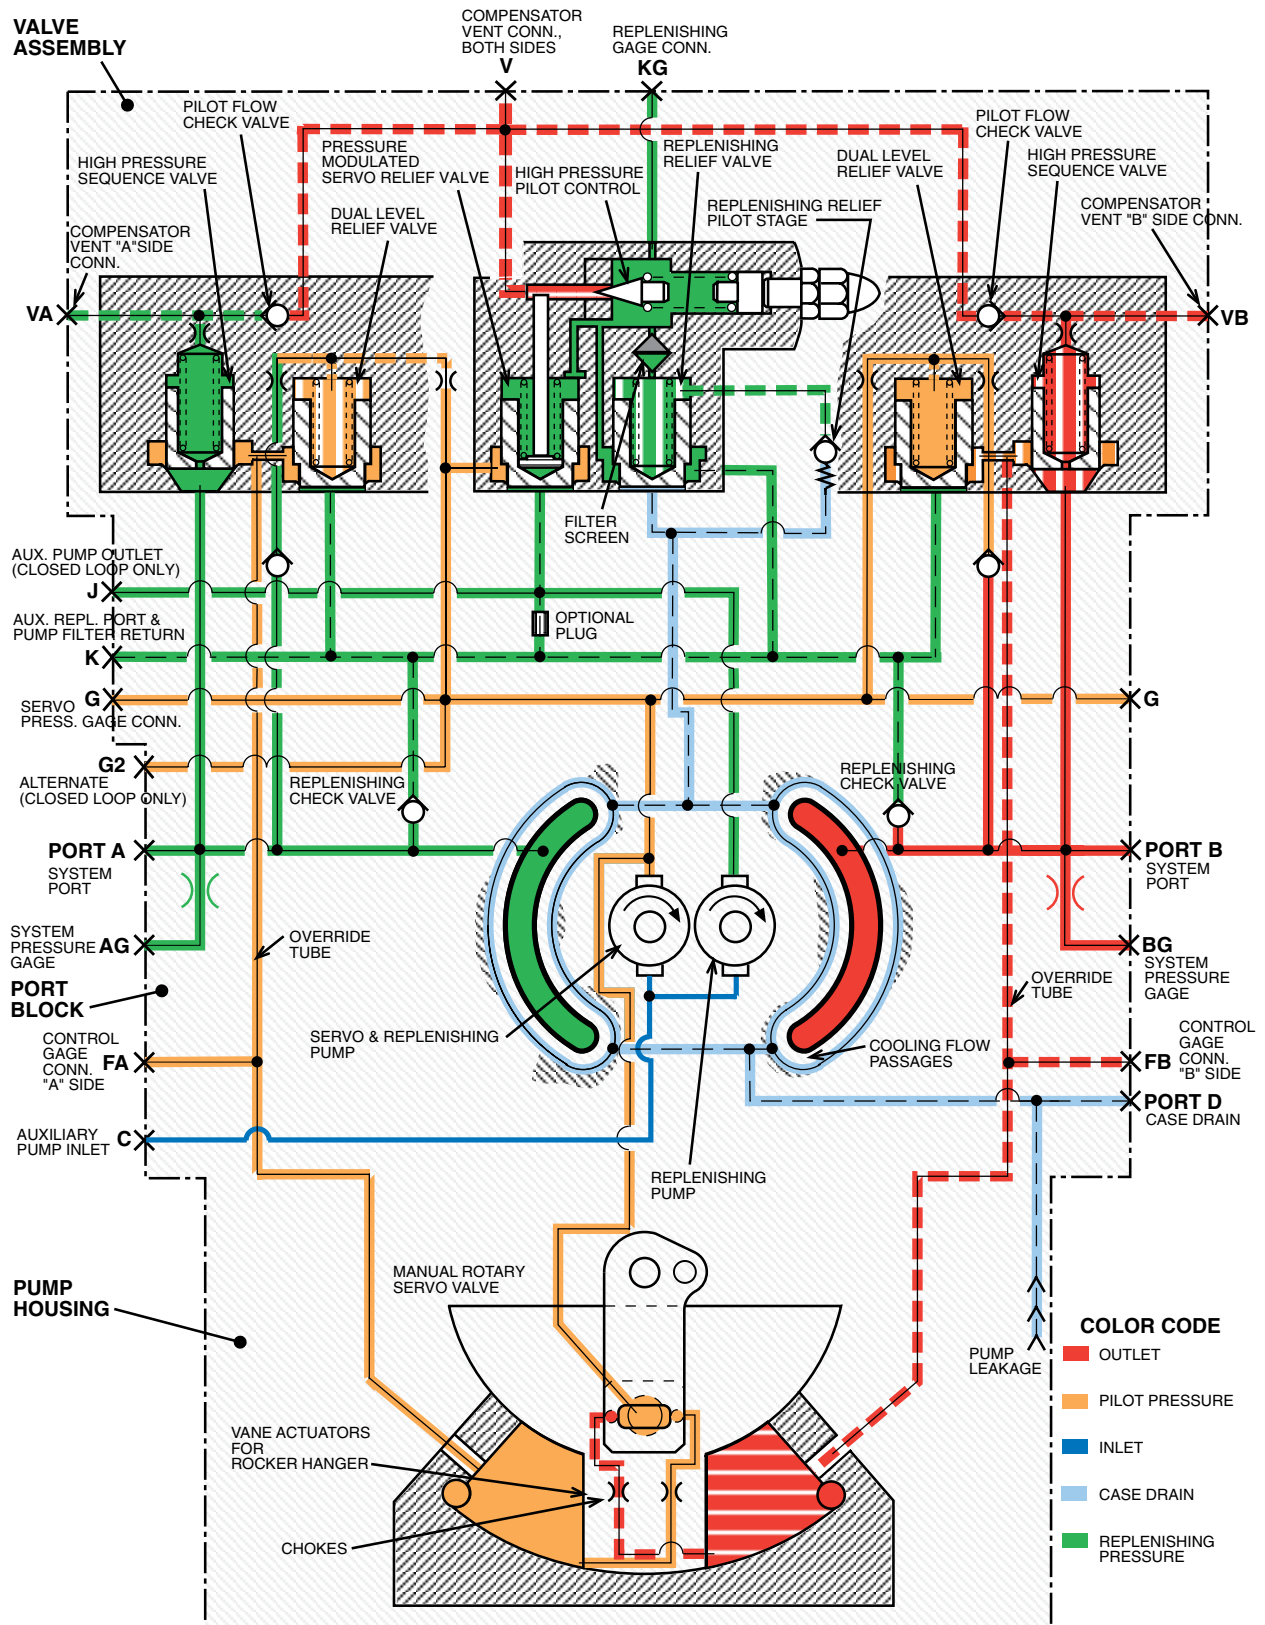 VALVE
ASSEMBLY
COMPENSATOR
VENT CONN.,
BOTH SIDES
V
REPLENISHING
GAGE CONN.
KG
PILOT FLOW
CHECK VALVE
HIGH PRESSURE
SEQUENCE VALVE
PRESSURE
MODULATED
SERVO RELIEF VALVE
HIGH PRESSURE
PILOT CONTROL
REPLENISHING
RELIEF VALVE
DUAL LEVEL
RELIEF VALVE
PILOT FLOW
CHECK VALVE
HIGH PRESSURE
SEQUENCE VALVE
DUAL LEVEL
RELIEF VALVE
REPLENISHING RELIEF
PILOT STAGE
COMPENSATOR
VENT "B" SIDE CONN.
COMPENSATOR
VENT "A"SIDE
CONN.
VA
VB
FILTER
SCREEN
AUX. PUMP OUTLET
(CLOSED LOOP ONLY)
J
OPTIONAL
PLUG
AUX. REPL. PORT &
PUMP FILTER RETURN
K
G
SERVO
PRESS. GAGE CONN.
G
G2
ALTERNATE
(CLOSED LOOP ONLY)
REPLENISHING
CHECK VALVE
REPLENISHING
CHECK VALVE
PORT A
SYSTEM
PORT
PORT B
SYSTEM
PORT
SYSTEM
PRESSURE
GAGE
AG
OVERRIDE
TUBE
BG
SYSTEM
PRESSURE
GAGE
OVERRIDE
TUBE
PORT
BLOCK
SERVO & REPLENISHING
PUMP
COOLING FLOW
PASSAGES
CONTROL
GAGE
CONN.
"A" SIDE
FA
CONTROL
GAGE
CONN.
"B" SIDE
FB
PORT D
CASE DRAIN
AUXILIARY
PUMP INLET
C
REPLENISHING
PUMP
MANUAL ROTARY
SERVO VALVE
PUMP
HOUSING
PUMP
LEAKAGE
COLOR CODE
OUTLET
PILOT PRESSURE
INLET
CASE DRAIN
REPLENISHING
PRESSURE
VANE ACTUATORS
FOR
ROCKER HANGER
CHOKES